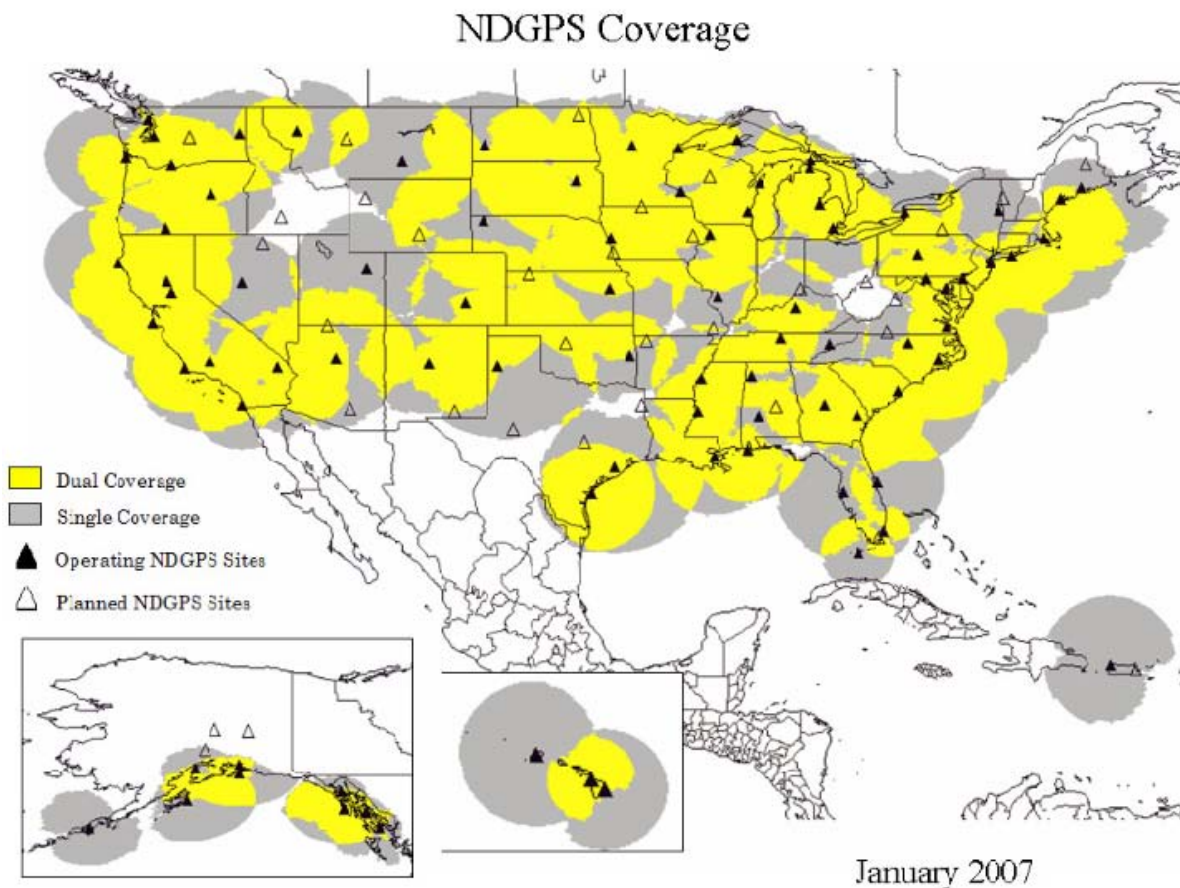 NDGPS Coverage
Dual Coverage
Single Coverage
Operating NDGPS Sites
Planned NDGPS Sites
January 2007